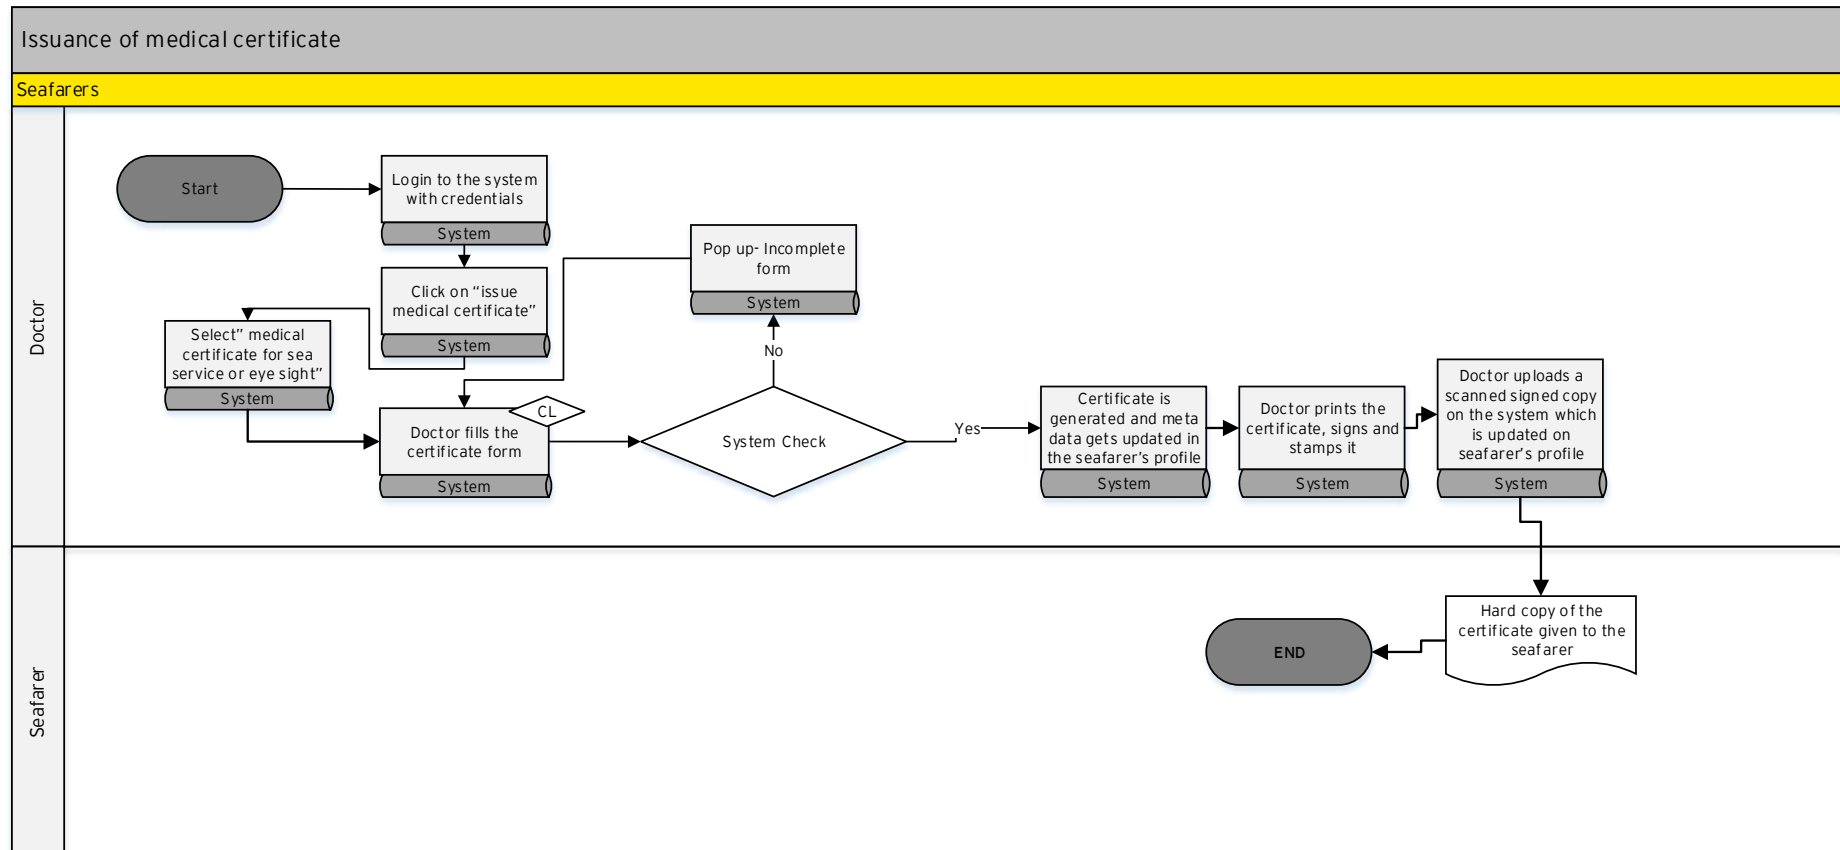 Issuance of medical certificate
Seafarers
Doctor
Start
Login to the system
with credentials
System
Click on “issue
medical certificate”
System
Select” medical
certificate for sea
service or eye sight”
System
Pop up- Incomplete
form
System
No
CL
Doctor fills the
certificate form
System
System Check
Yes
Certificate is
generated and meta
data gets updated in
the seafarer’s profile
System
Doctor prints the
certificate, signs and
stamps it
System
Doctor uploads a
scanned signed copy
on the system which
is updated on
seafarer’s profile
System
Seafarer
Hard copy of the
certificate given to the
seafarer
END